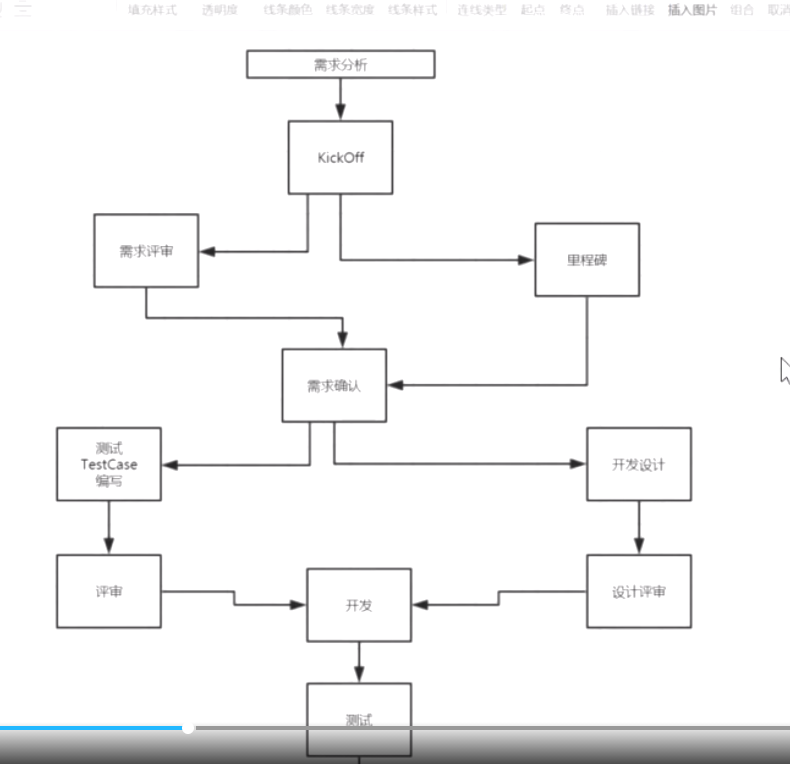 填充样式 透明度 线条颜色 线条宽度 线条样式 连线类型 起点 终点 插入链接 插入图片 组合 取消
需求分析
KickOff
需求评审
里程碑
需求确认
测试
TestCase
编写
开发设计
评审
开发
设计评审
测试